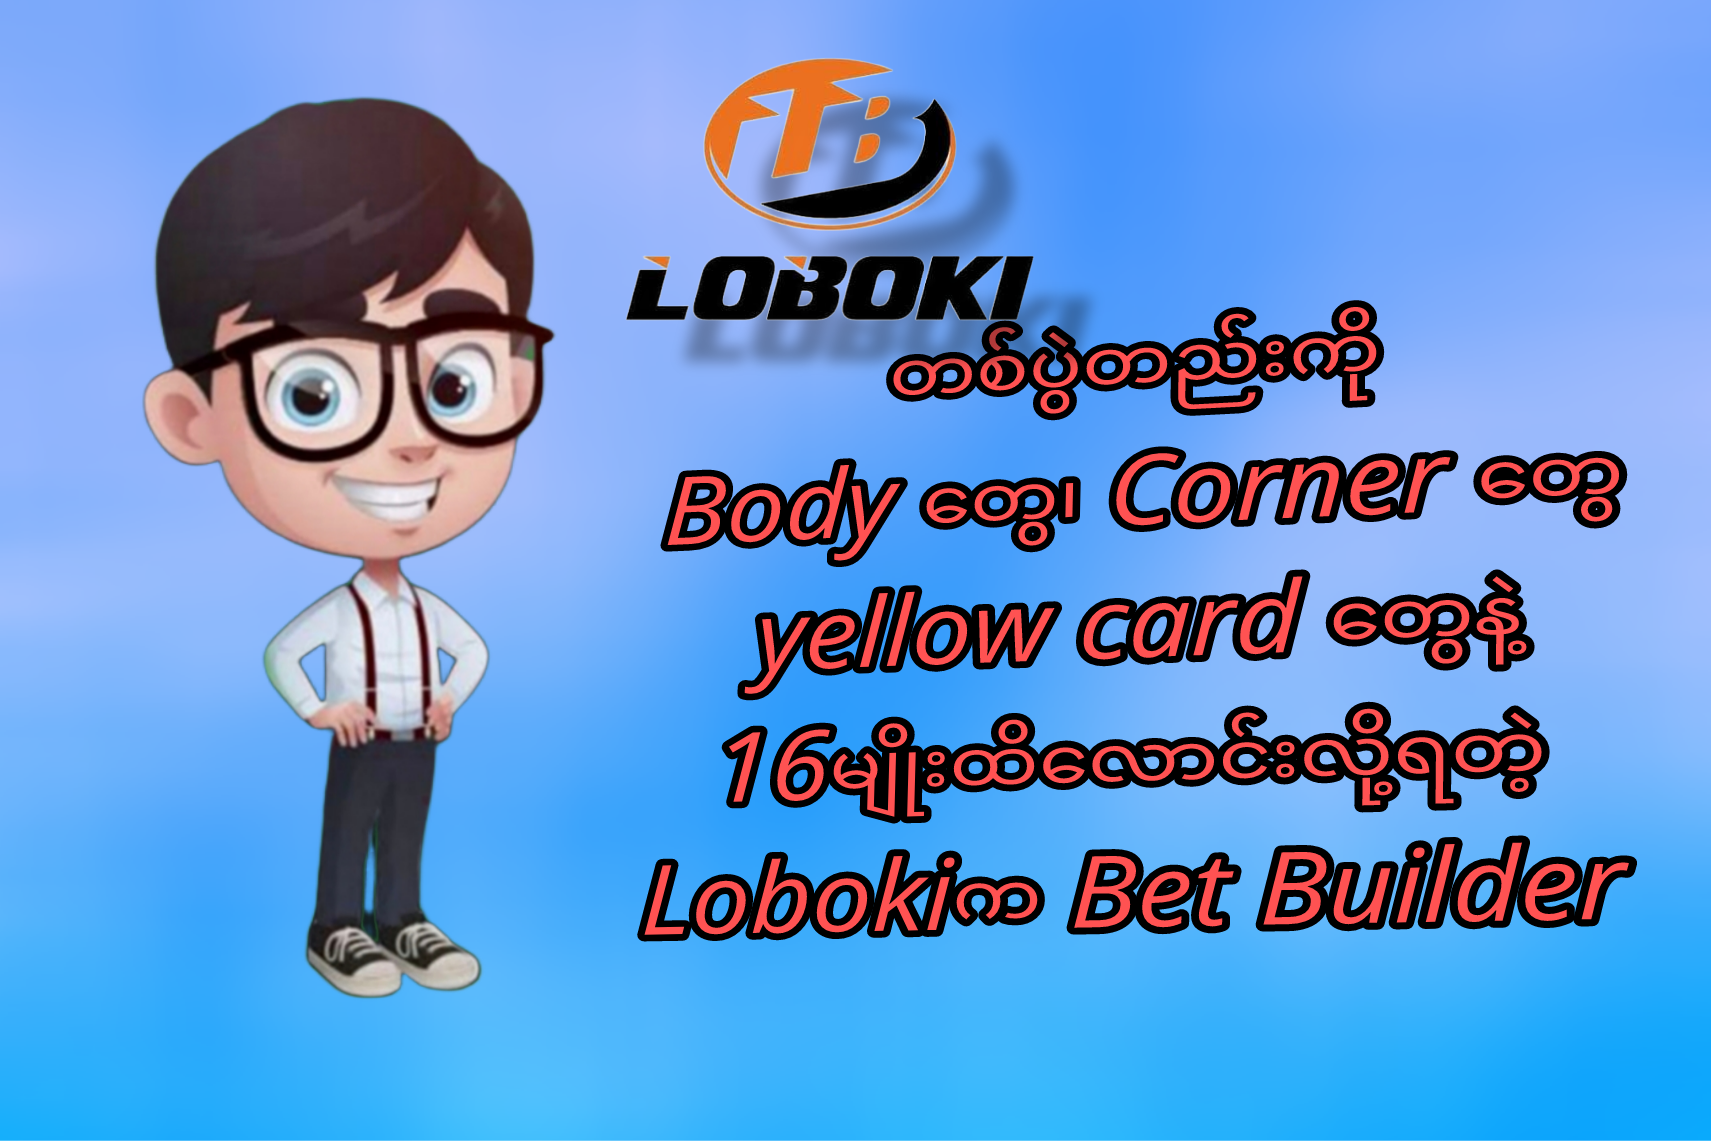 TB
LOBOKI
တစ်ပွဲတည်းကို
Body တွေ၊ Corner တွေ
yellow card တွေနဲ့
16မျိုးထိလောင်းလို့ရတဲ့
Lobokiက Bet Builder